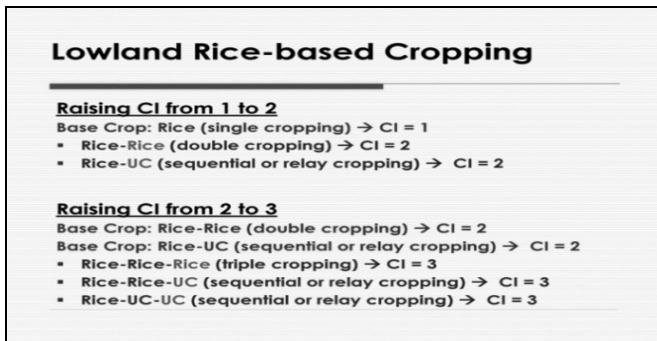 Lowland Rice-based Cropping
Raising CI from 1 to 2
Base Crop: Rice (single cropping) → CI = 1
▪ Rice-Rice (double cropping) → CI = 2
▪ Rice-UC (sequential or relay cropping) → CI = 2
Raising CI from 2 to 3
Base Crop: Rice-Rice (double cropping) → CI = 2
Base Crop: Rice-UC (sequential or relay cropping) → CI = 2
▪ Rice-Rice-Rice (triple cropping) → CI = 3
▪ Rice-Rice-UC (sequential or relay cropping) → CI = 3
▪ Rice-UC-UC (sequential or relay cropping) → CI = 3